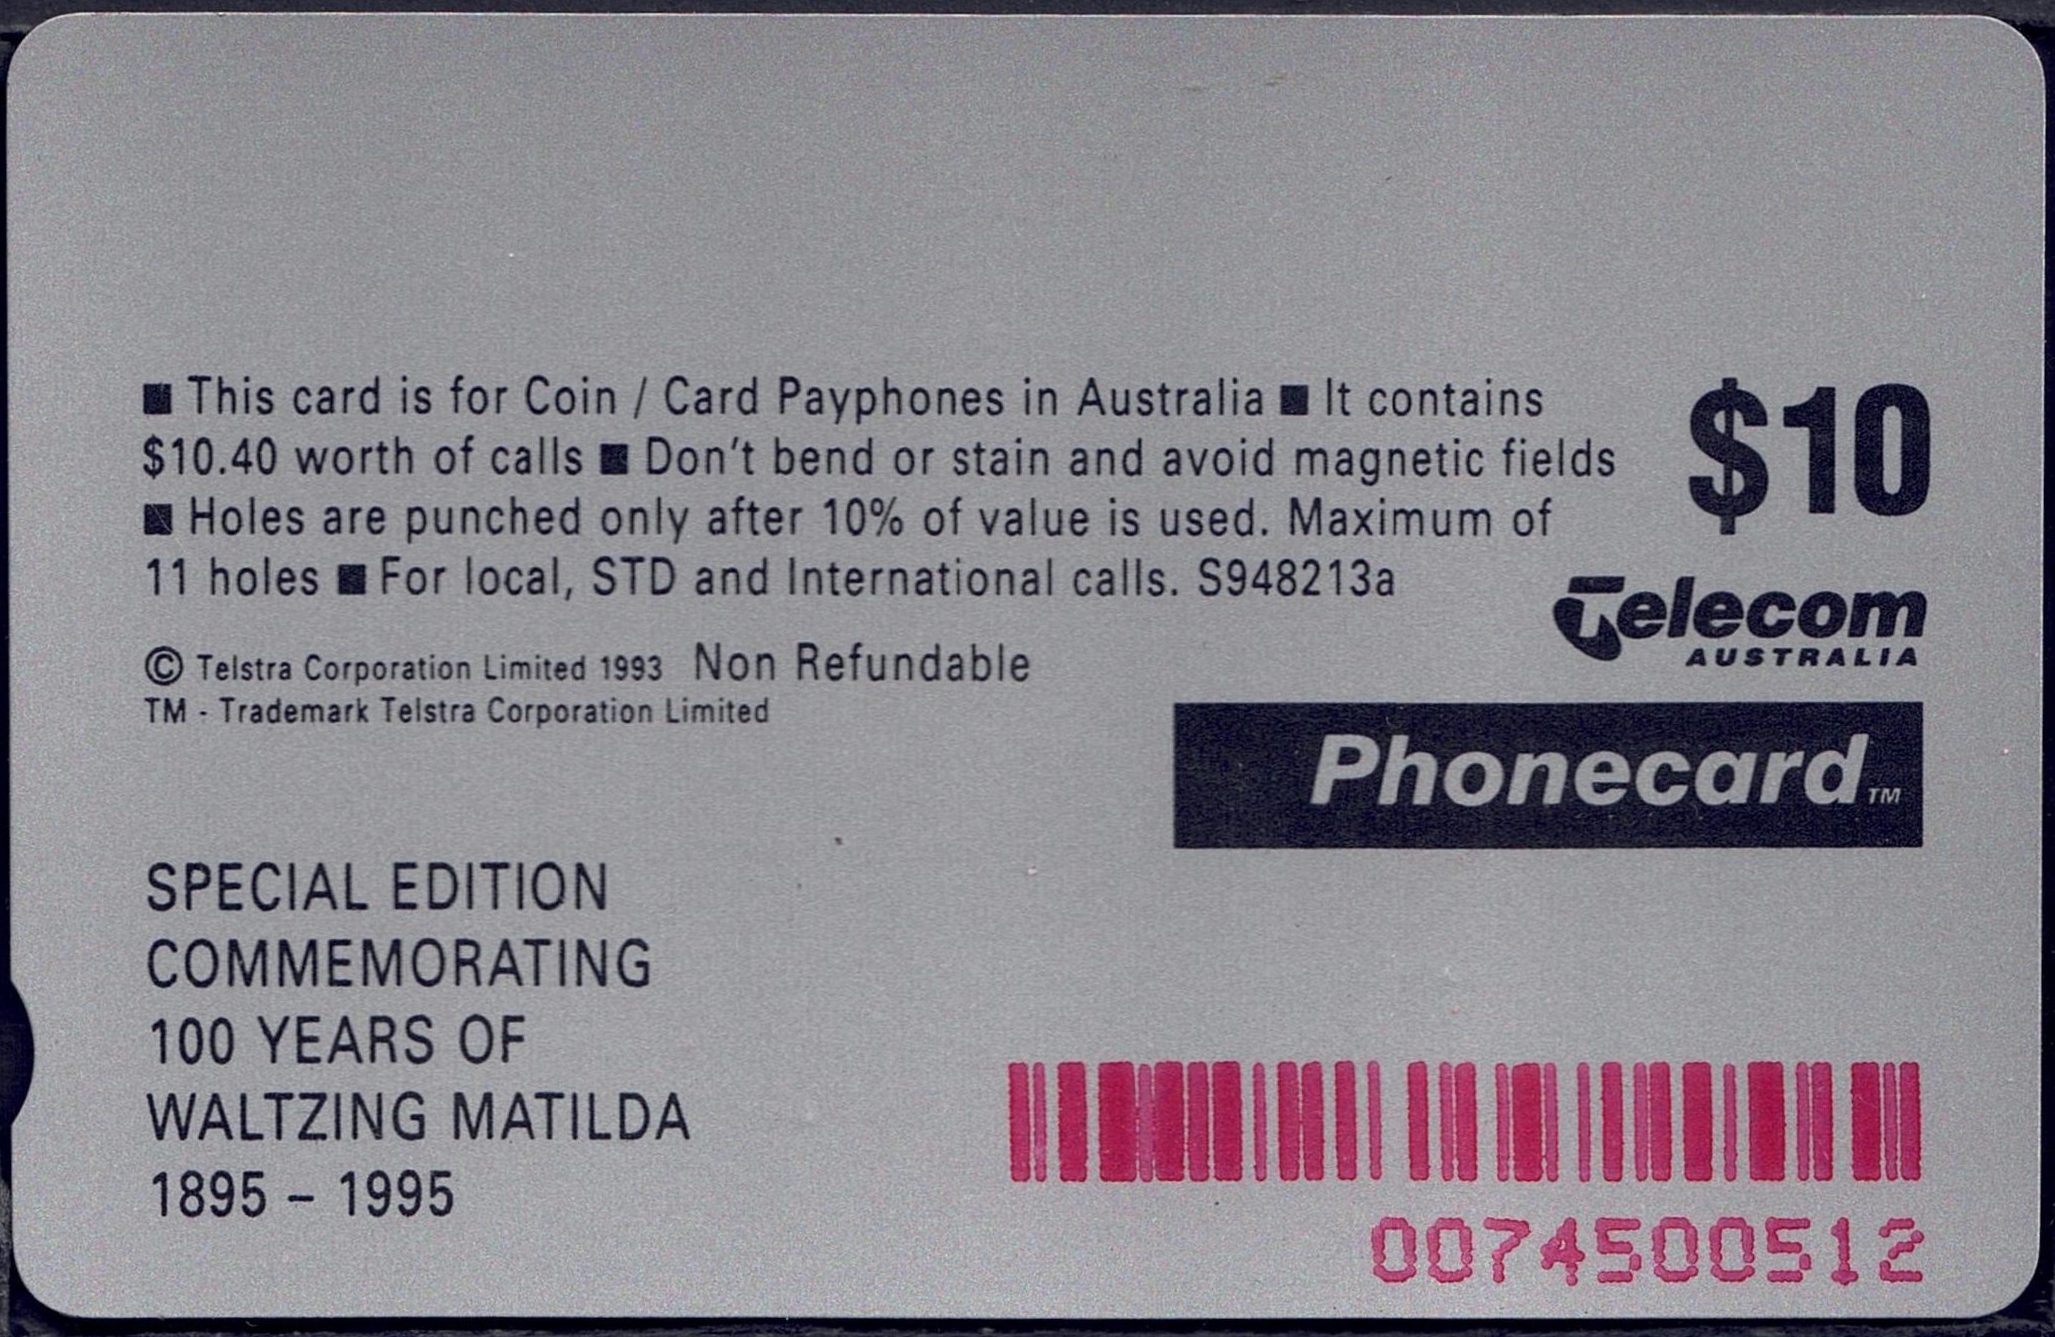 ■ This card is for Coin / Card Payphones in Australia ■ It contains
$10.40 worth of calls ■ Don't bend or stain and avoid magnetic fields
■ Holes are punched only after 10% of value is used. Maximum of
11 holes ■ For local, STD and International calls. S948213a
© Telstra Corporation Limited 1993 Non Refundable
TM - Trademark Telstra Corporation Limited
$10
Telecom
AUSTRALIA
Phonecard TM
SPECIAL EDITION
COMMEMORATING
100 YEARS OF
WALTZING MATILDA
1895 – 1995
0074500512